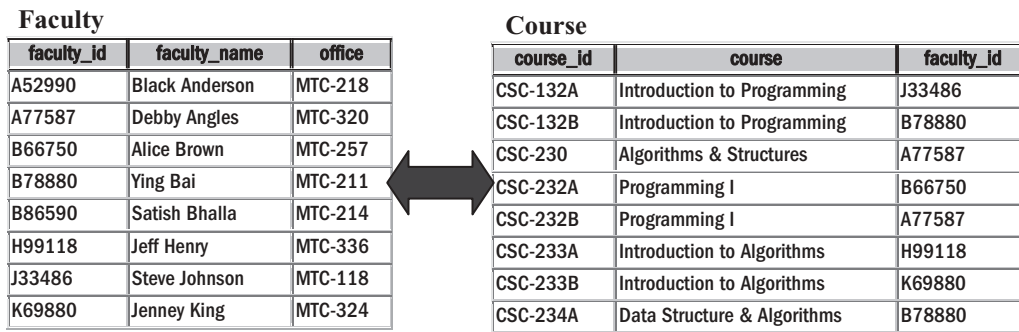 Faculty
faculty_id faculty_name office
A52990 Black Anderson MTC-218
A77587 Debby Angles MTC-320
B66750 Alice Brown MTC-257
B78880 Ying Bai MTC-211
B86590 Satish Bhalla MTC-214
H99118 Jeff Henry MTC-336
J33486 Steve Johnson MTC-118
K69880 Jenney King MTC-324
Course
course_id course faculty_id
CSC-132A Introduction to Programming J33486
CSC-132B Introduction to Programming B78880
CSC-230 Algorithms & Structures A77587
CSC-232A Programming I B66750
CSC-232B Programming I A77587
CSC-233A Introduction to Algorithms H99118
CSC-233B Introduction to Algorithms K69880
CSC-234A Data Structure & Algorithms B78880